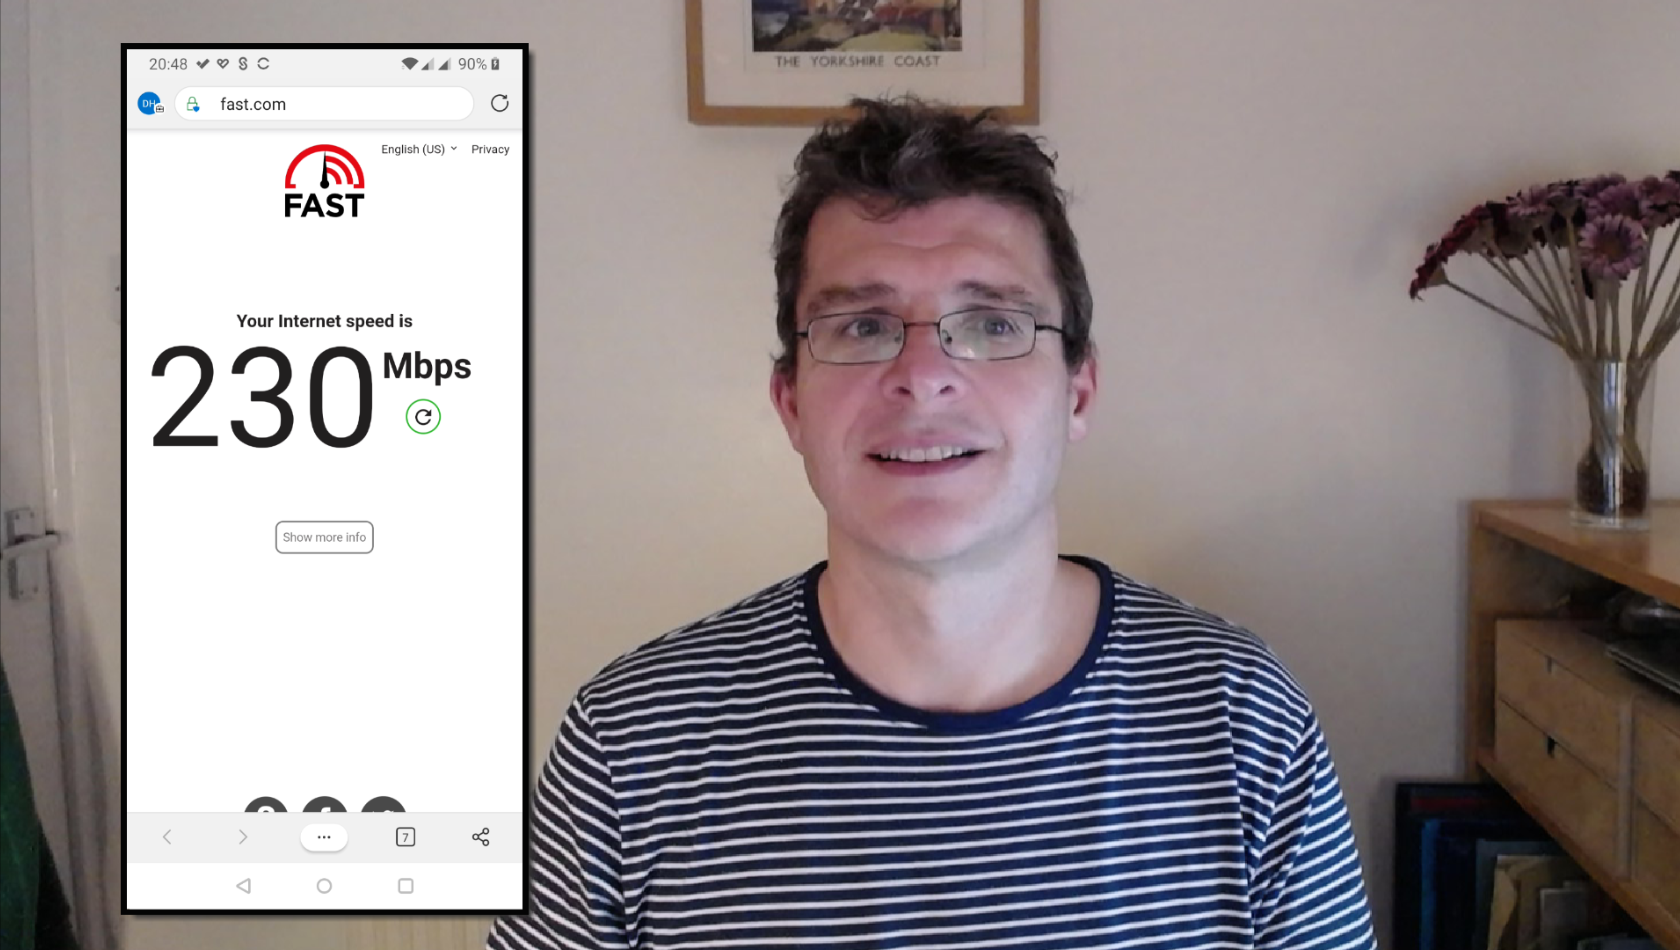 20:48
90%
DH
fast.com
English (US)
Privacy
FAST
Your Internet speed is
230 Mbps
Show more info
7
THE YORKSHIRE COAST